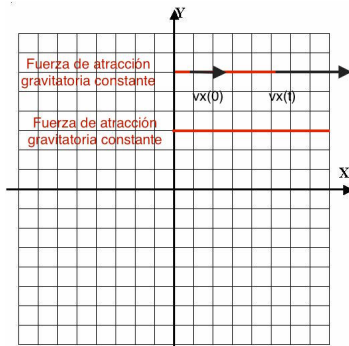 Y
Fuerza de atracción
gravitatoria constante
vx(0)
vx(t)
Fuerza de atracción
gravitatoria constante
X